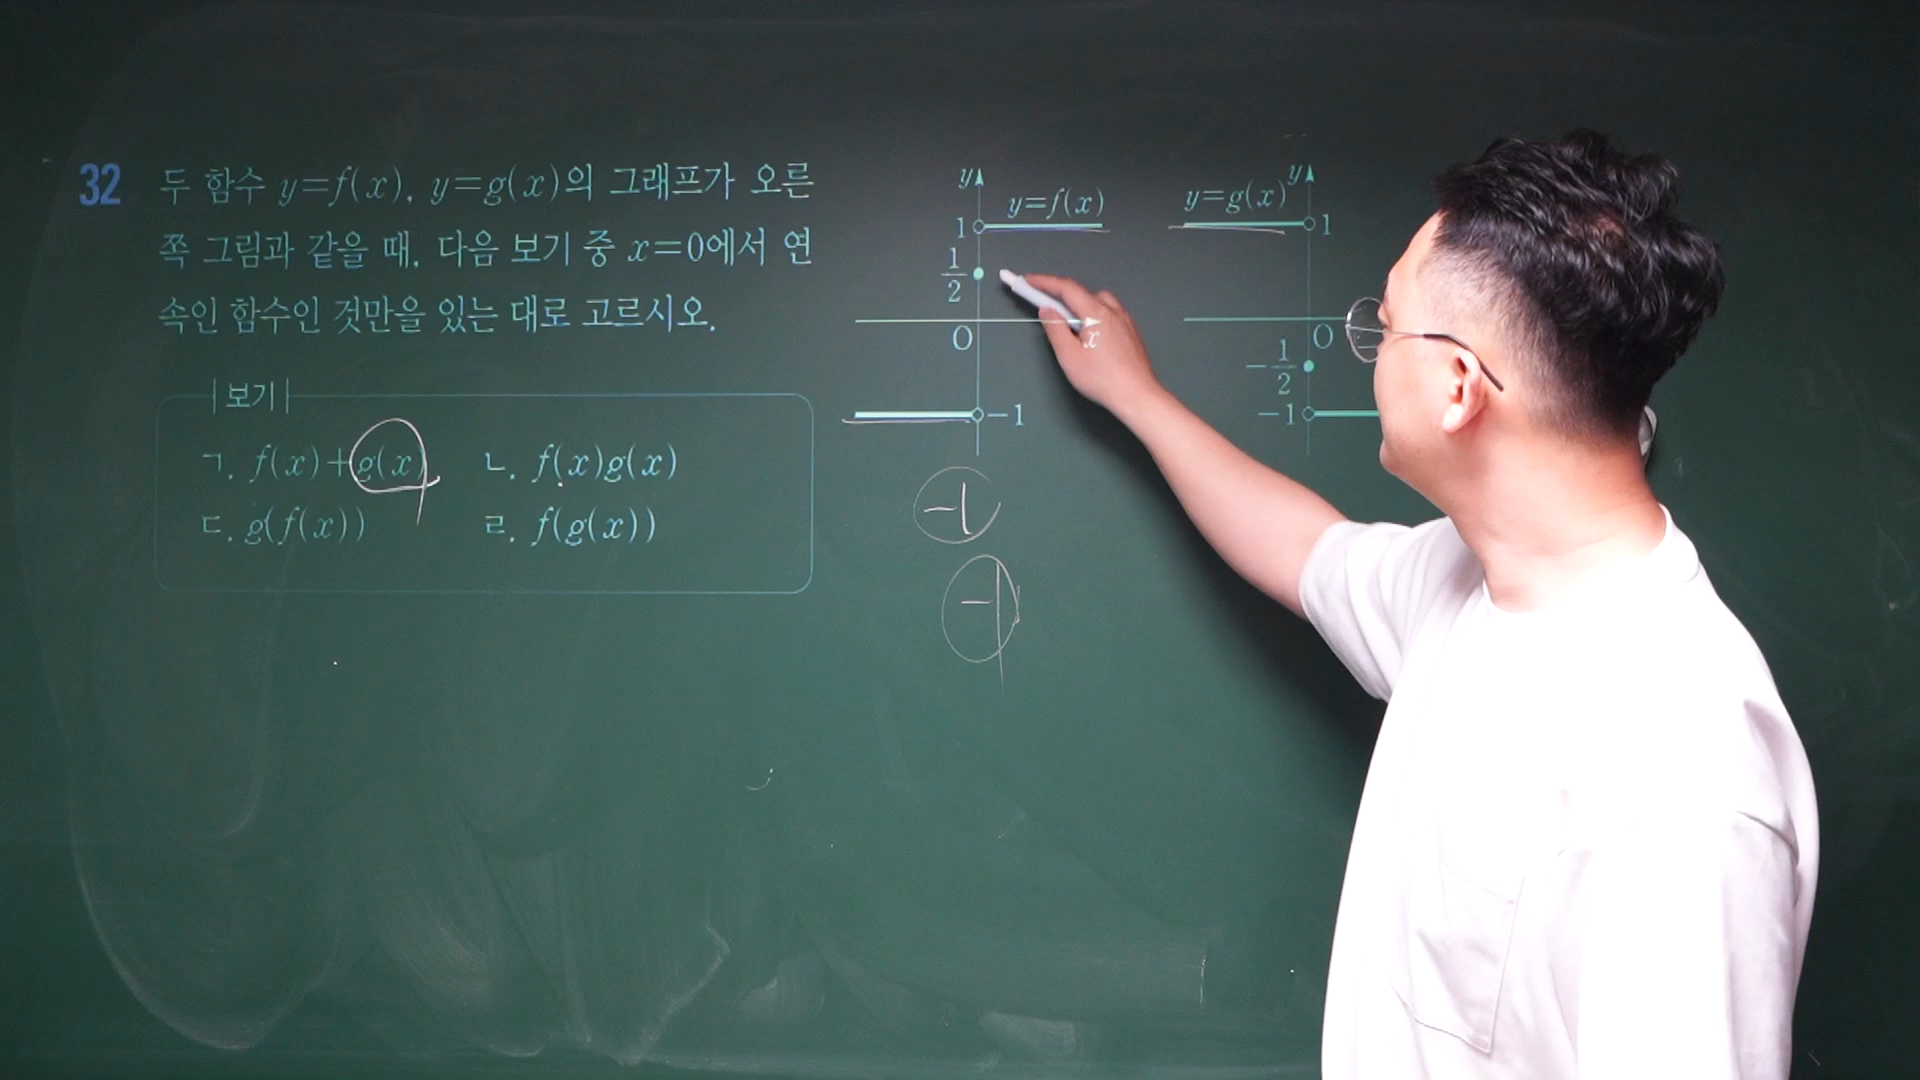 32 두 함수 y=f(x), y=g(x)의 그래프가 오른
쪽 그림과 같을 때, 다음 보기 중 x=0에서 연
속인 함수인 것만을 있는 대로 고르시오.
보기
ㄱ. f(x)+g(x) ㄴ. f(x)g(x)
ㄷ. g(f(x)) ㄹ. f(g(x))
y
y=f(x)
1
1/2
O
x
-1
-1
-1
y=g(x)
y
1
O
-1/2
-1